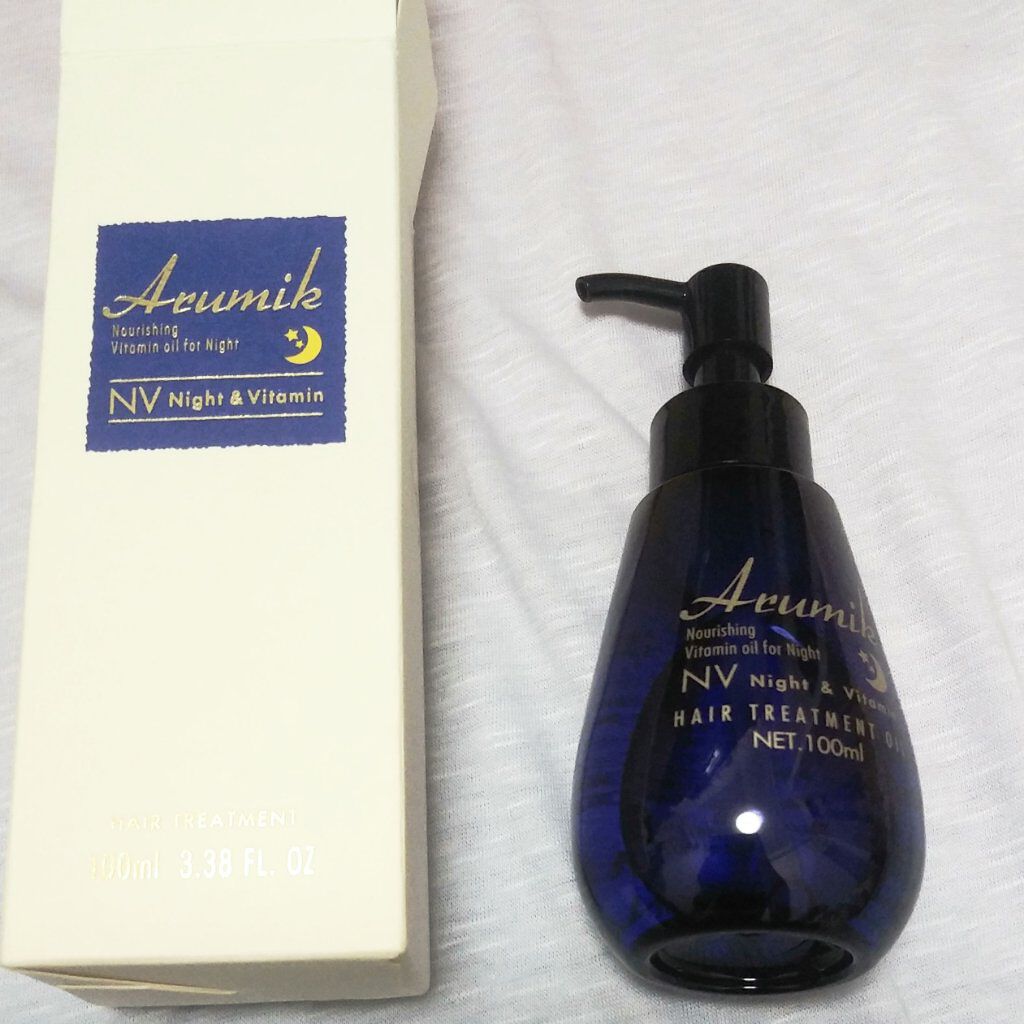 Arumik
Nourishing
Vitamin oil for Night
NV Night & Vitamin
HAIR TREATMENT
100ml 3.38 FL. OZ
Arumik
Nourishing
Vitamin oil for Night
NV Night & Vitamin
HAIR TREATMENT
NET.100ml